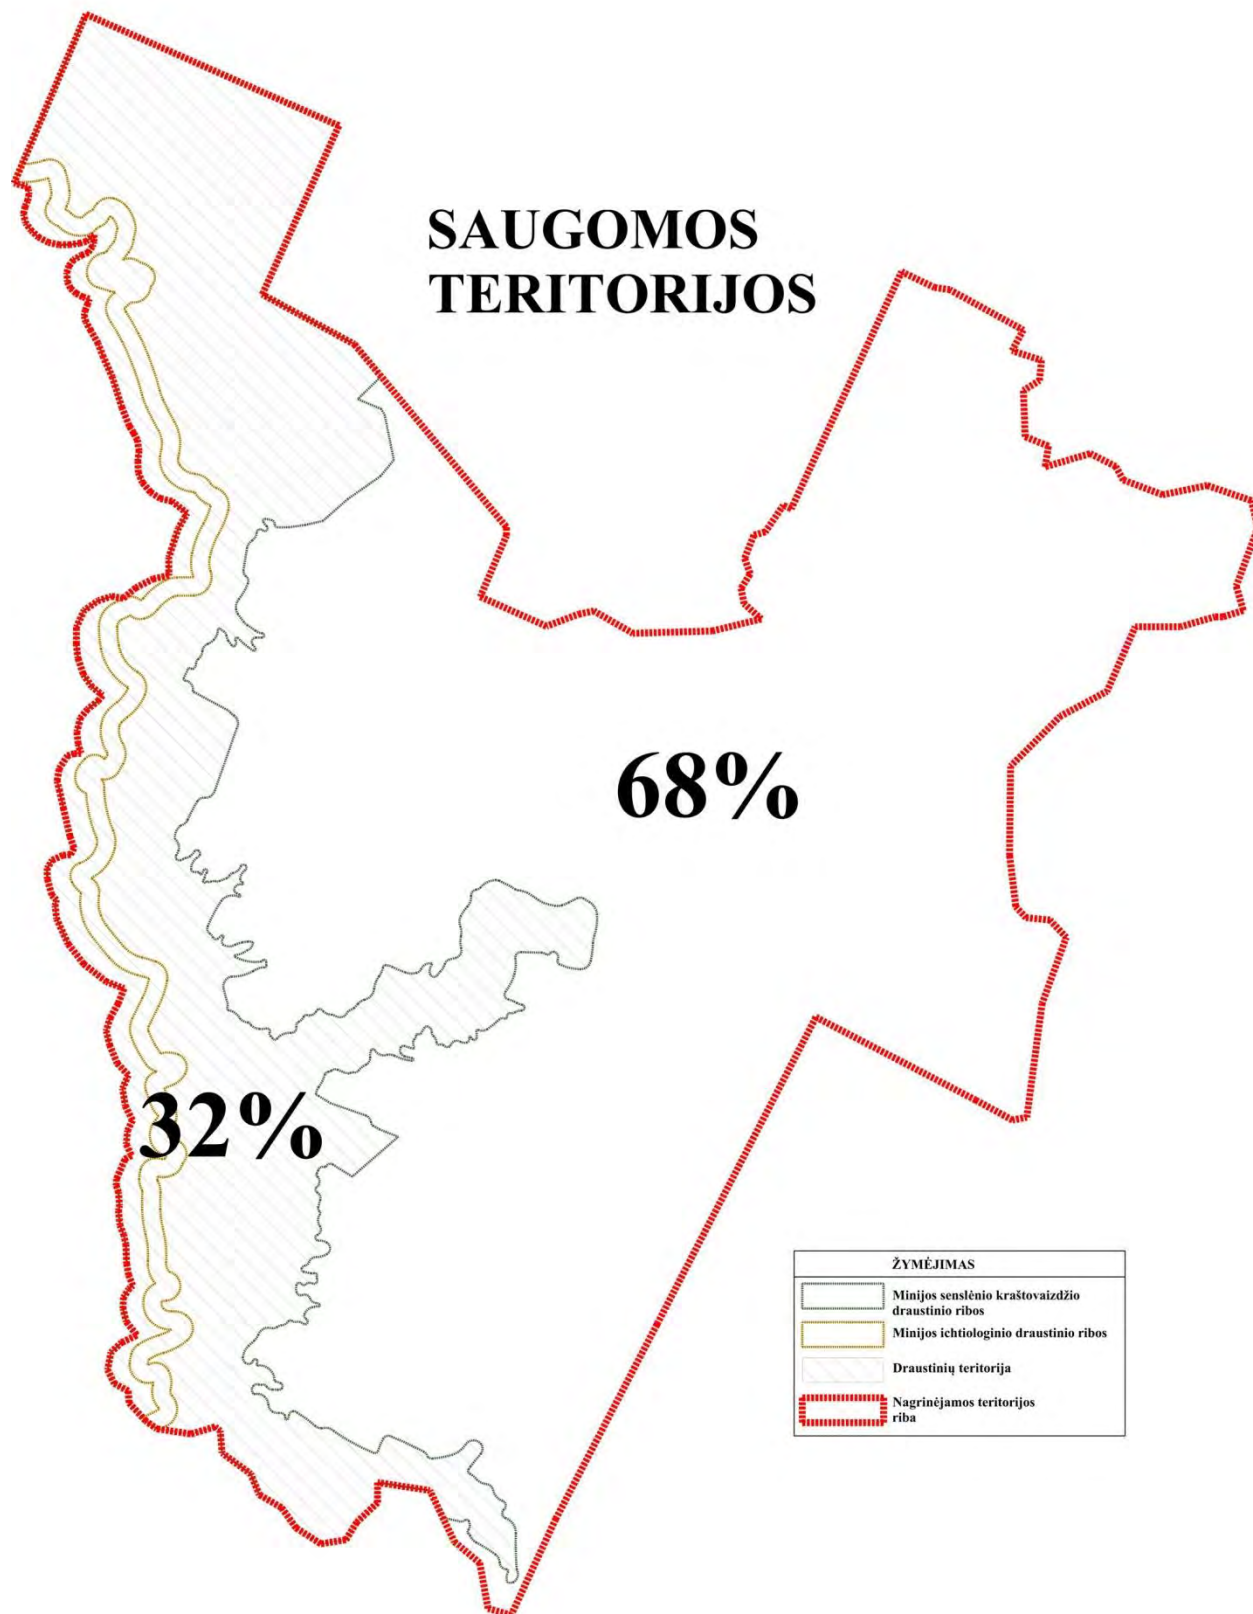 SAUGOMOS
TERITORIJOS
68%
32%
ŽYMĖJIMAS
Minijos senslėnio kraštovaizdžio
draustinio ribos
Minijos ichtiologinio draustinio ribos
Draustinių teritorija
Nagrinėjamos teritorijos
riba